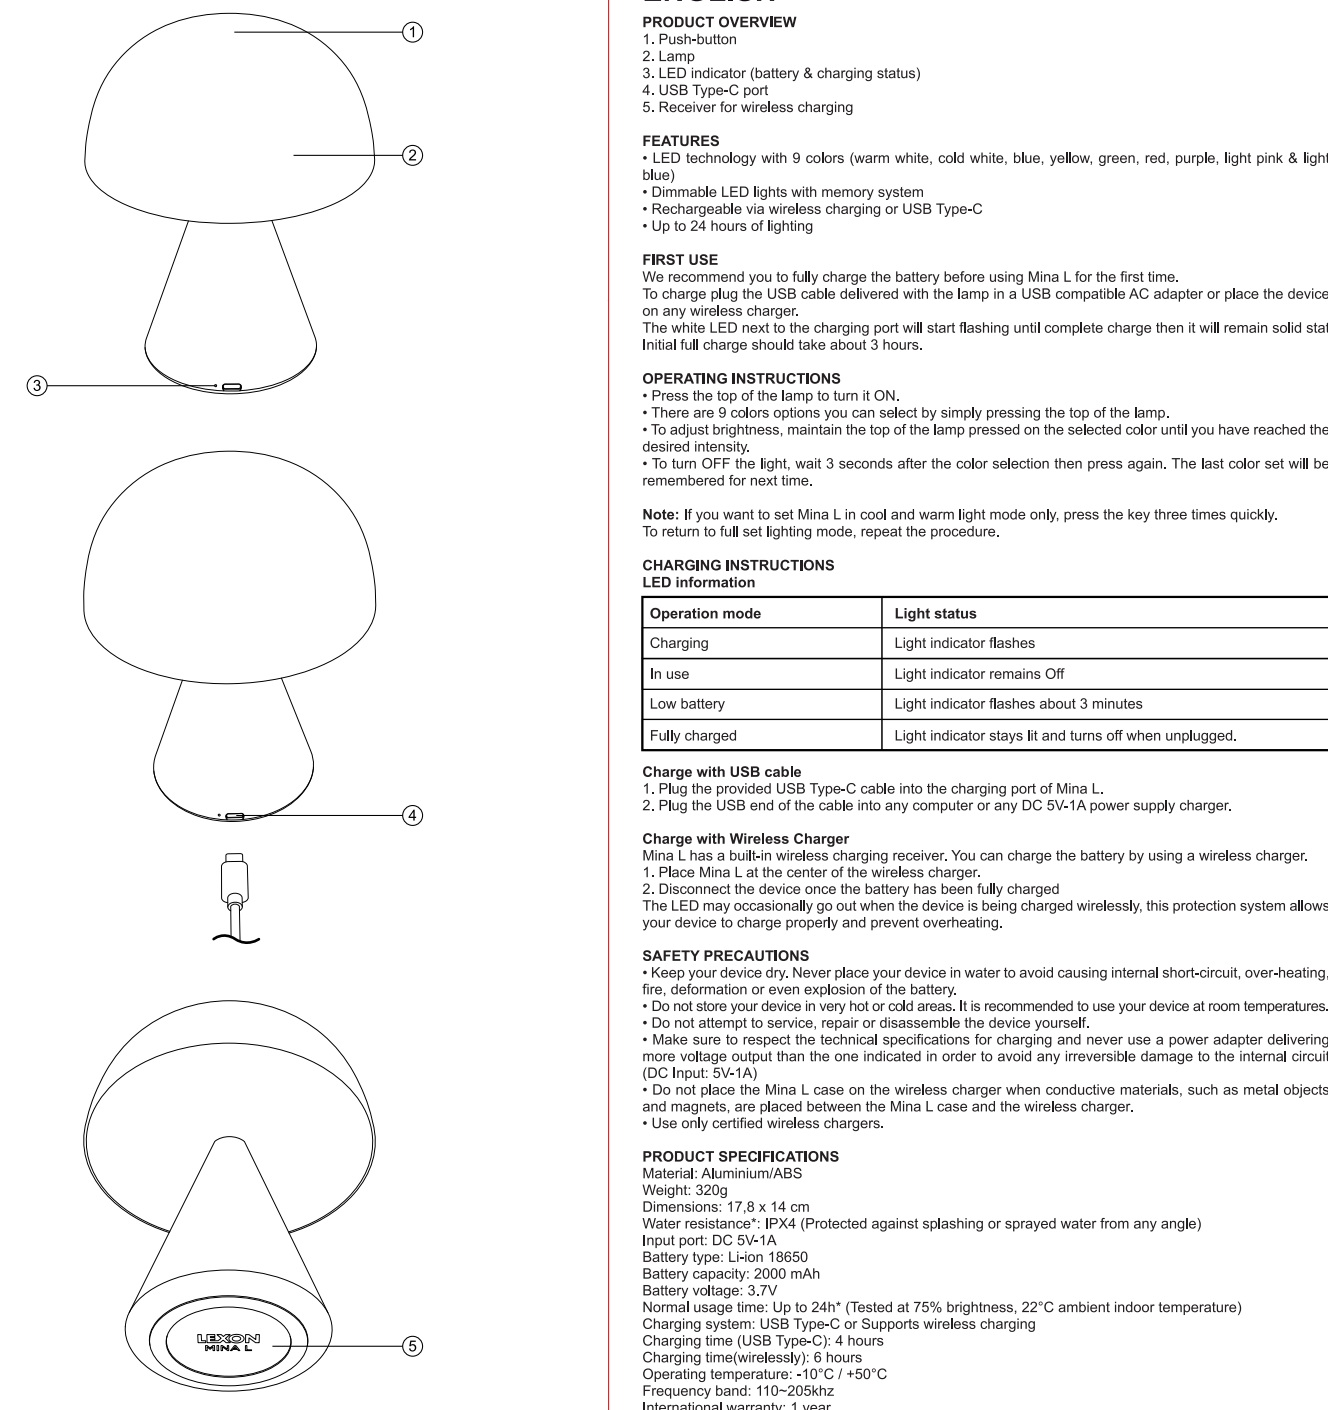 1
2
3
4
LEXON
MINA L
5
PRODUCT OVERVIEW
1. Push-button
2. Lamp
3. LED indicator (battery & charging status)
4. USB Type-C port
5. Receiver for wireless charging
FEATURES
• LED technology with 9 colors (warm white, cold white, blue, yellow, green, red, purple, light pink & light
blue)
• Dimmable LED lights with memory system
• Rechargeable via wireless charging or USB Type-C
• Up to 24 hours of lighting
FIRST USE
We recommend you to fully charge the battery before using Mina L for the first time.
To charge plug the USB cable delivered with the lamp in a USB compatible AC adapter or place the device
on any wireless charger.
The white LED next to the charging port will start flashing until complete charge then it will remain solid stat
Initial full charge should take about 3 hours.
OPERATING INSTRUCTIONS
• Press the top of the lamp to turn it ON.
• There are 9 colors options you can select by simply pressing the top of the lamp.
• To adjust brightness, maintain the top of the lamp pressed on the selected color until you have reached the
desired intensity.
• To turn OFF the light, wait 3 seconds after the color selection then press again. The last color set will be
remembered for next time.
Note: If you want to set Mina L in cool and warm light mode only, press the key three times quickly.
To return to full set lighting mode, repeat the procedure.
CHARGING INSTRUCTIONS
LED information
Operation mode Light status
Charging Light indicator flashes
In use Light indicator remains Off
Low battery Light indicator flashes about 3 minutes
Fully charged Light indicator stays lit and turns off when unplugged.
Charge with USB cable
1. Plug the provided USB Type-C cable into the charging port of Mina L.
2. Plug the USB end of the cable into any computer or any DC 5V-1A power supply charger.
Charge with Wireless Charger
Mina L has a built-in wireless charging receiver. You can charge the battery by using a wireless charger.
1. Place Mina L at the center of the wireless charger.
2. Disconnect the device once the battery has been fully charged
The LED may occasionally go out when the device is being charged wirelessly, this protection system allows
your device to charge properly and prevent overheating.
SAFETY PRECAUTIONS
• Keep your device dry. Never place your device in water to avoid causing internal short-circuit, over-heating,
fire, deformation or even explosion of the battery.
• Do not store your device in very hot or cold areas. It is recommended to use your device at room temperatures.
• Do not attempt to service, repair or disassemble the device yourself.
• Make sure to respect the technical specifications for charging and never use a power adapter delivering
more voltage output than the one indicated in order to avoid any irreversible damage to the internal circuit
(DC Input: 5V-1A)
• Do not place the Mina L case on the wireless charger when conductive materials, such as metal objects
and magnets, are placed between the Mina L case and the wireless charger.
• Use only certified wireless chargers.
PRODUCT SPECIFICATIONS
Material: Aluminium/ABS
Weight: 320g
Dimensions: 17,8 x 14 cm
Water resistance*: IPX4 (Protected against splashing or sprayed water from any angle)
Input port: DC 5V-1A
Battery type: Li-ion 18650
Battery capacity: 2000 mAh
Battery voltage: 3.7V
Normal usage time: Up to 24h* (Tested at 75% brightness, 22°C ambient indoor temperature)
Charging system: USB Type-C or Supports wireless charging
Charging time (USB Type-C): 4 hours
Charging time(wirelessly): 6 hours
Operating temperature: -10°C / +50°C
Frequency band: 110~205khz
International warranty: 1 year